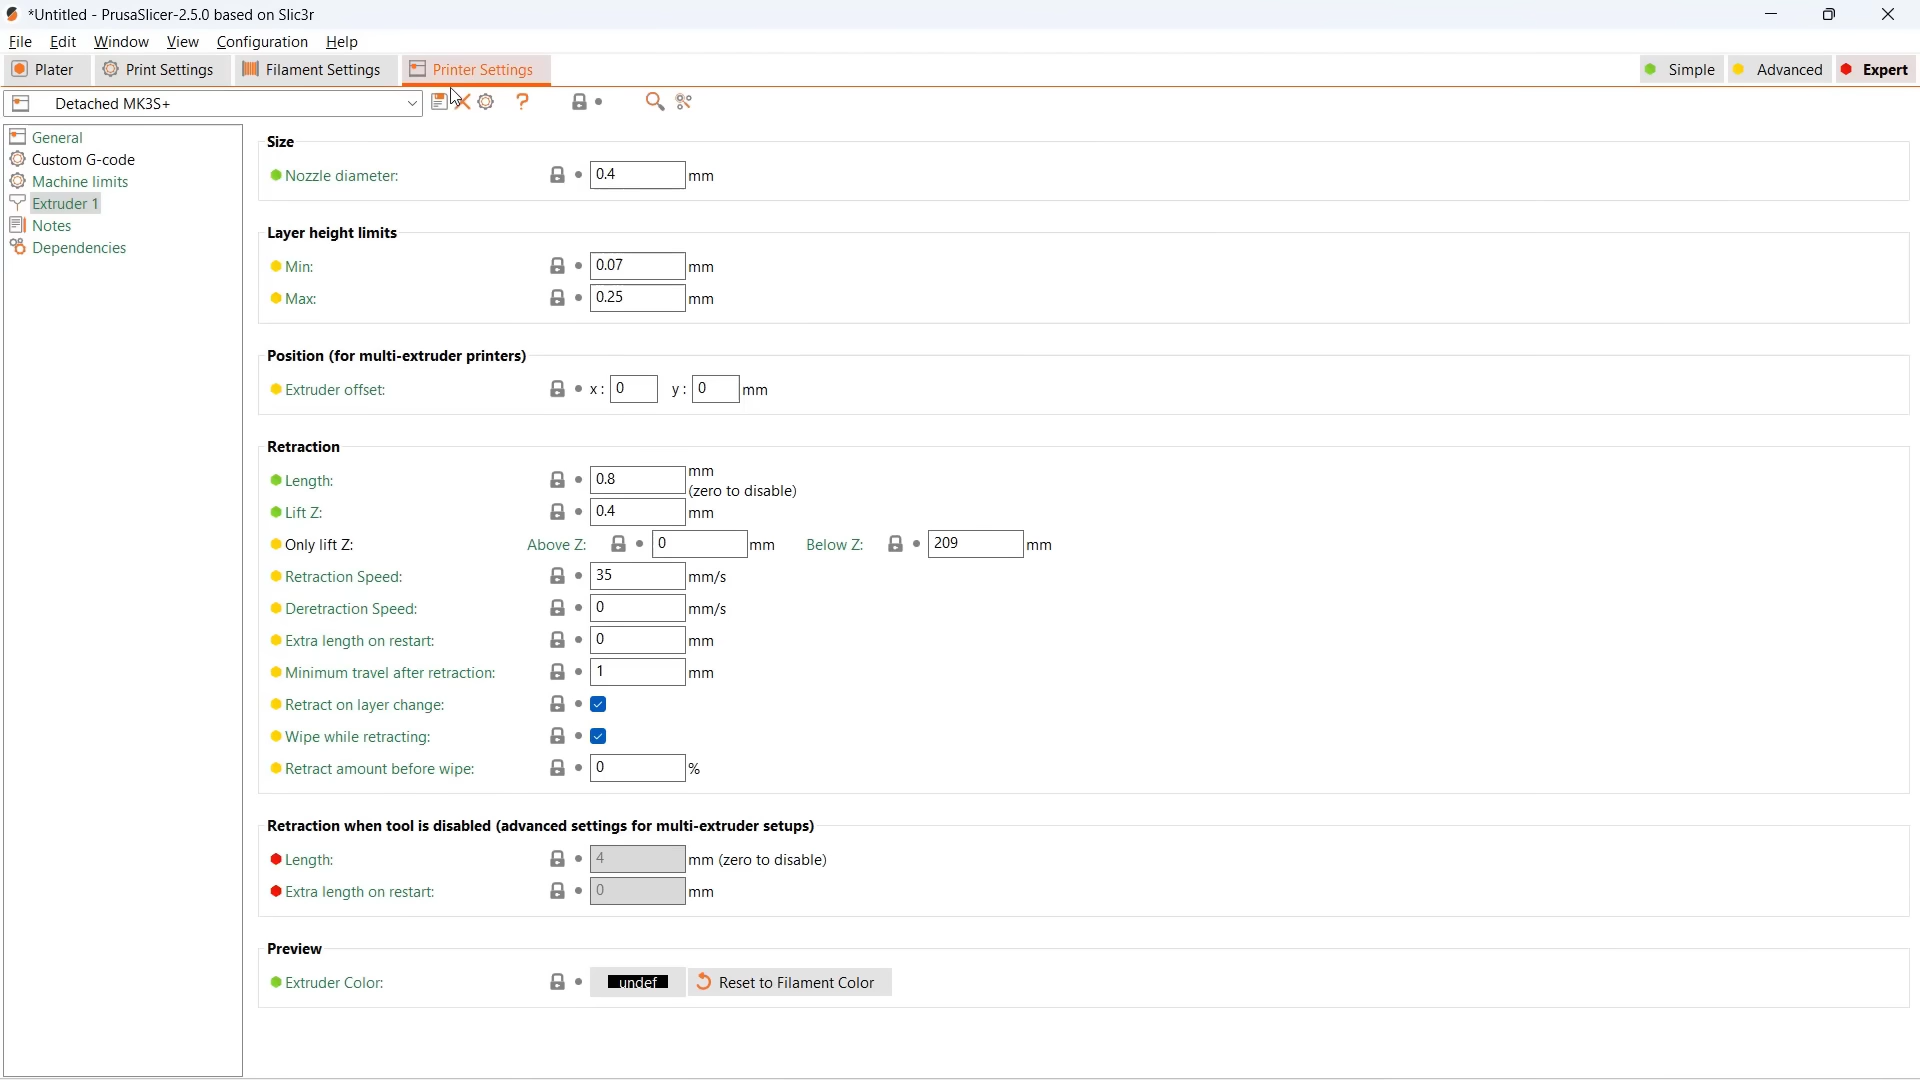 *Untitled - PrusaSlicer-2.5.0 based on Slic3r
File Edit Window View Configuration Help
Plater Print Settings Filament Settings Printer Settings Simple Advanced Expert
Detached MK3S+ ?
General
Custom G-code
Machine limits
Extruder 1
Notes
Dependencies
Size
Nozzle diameter: 0.4 mm
Layer height limits
Min: 0.07 mm
Max: 0.25 mm
Position (for multi-extruder printers)
Extruder offset: x: 0 y: 0 mm
Retraction
Length: 0.8 mm
(zero to disable)
Lift Z: 0.4 mm
Only lift Z: Above Z: 0 mm Below Z: 209 mm
Retraction Speed: 35 mm/s
Deretraction Speed: 0 mm/s
Extra length on restart: 0 mm
Minimum travel after retraction: 1 mm
Retract on layer change:
Wipe while retracting:
Retract amount before wipe: 0 %
Retraction when tool is disabled (advanced settings for multi-extruder setups)
Length: 4 mm (zero to disable)
Extra length on restart: 0 mm
Preview
Extruder Color: undef Reset to Filament Color